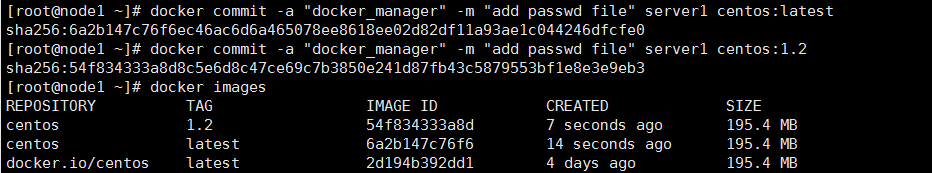 [root@node1 ~]# docker commit -a "docker_manager" -m "add passwd file" server1 centos:latest
sha256:6a2b147c76f6ec46ac6d6a465078ee8618ee02d82df11a93ae1c044246dfcfe0
[root@node1 ~]# docker commit -a "docker_manager" -m "add passwd file" server1 centos:1.2
sha256:54f834333a8d8c5e6d8c47ce69c7b3850e241d87fb43c5879553bf1e8e3e9eb3
[root@node1 ~]# docker images
REPOSITORY TAG IMAGE ID CREATED SIZE
centos 1.2 54f834333a8d 7 seconds ago 195.4 MB
centos latest 6a2b147c76f6 14 seconds ago 195.4 MB
docker.io/centos latest 2d194b392dd1 4 days ago 195.4 MB